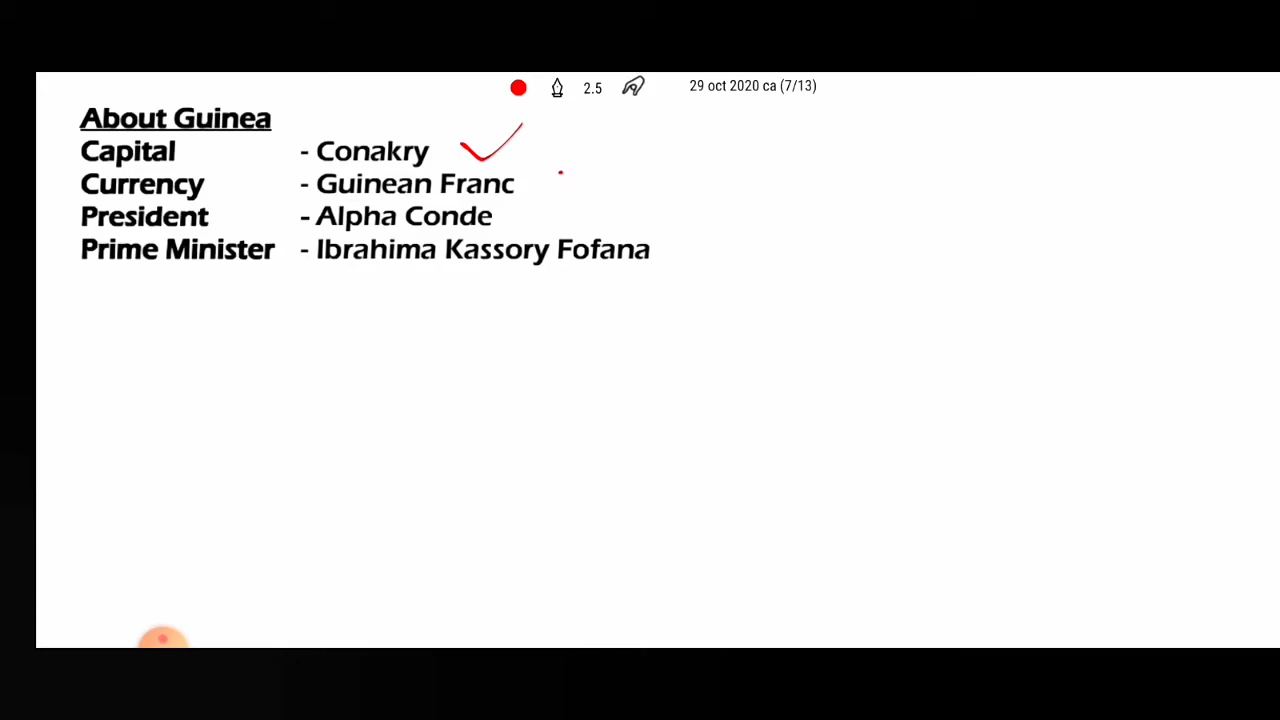 2.5 29 oct 2020 ca (7/13)
About Guinea
Capital - Conakry
Currency - Guinean Franc
President - Alpha Conde
Prime Minister - Ibrahima Kassory Fofana